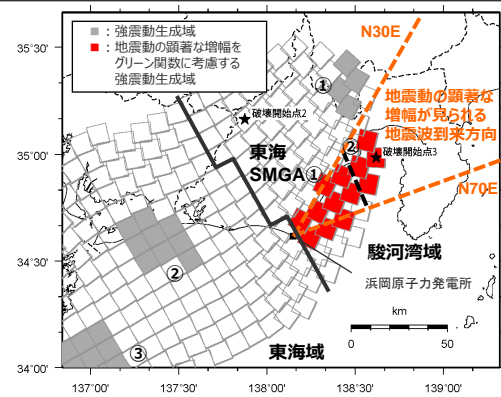 ■ : 強震動生成域
■ : 地震動の顕著な増幅を
グリーン関数に考慮する
強震動生成域
N30E
地震動の顕著な
増幅が見られる
地震波到来方向
N70E
①
★破壊開始点2
②
★破壊開始点3
東海
SMGA①
駿河湾域
浜岡原子力発電所
②
③
東海域
km
0
50
35°30'
35°00'
34°30'
34°00'
137°00'
137°30'
138°00'
138°30'
139°00'